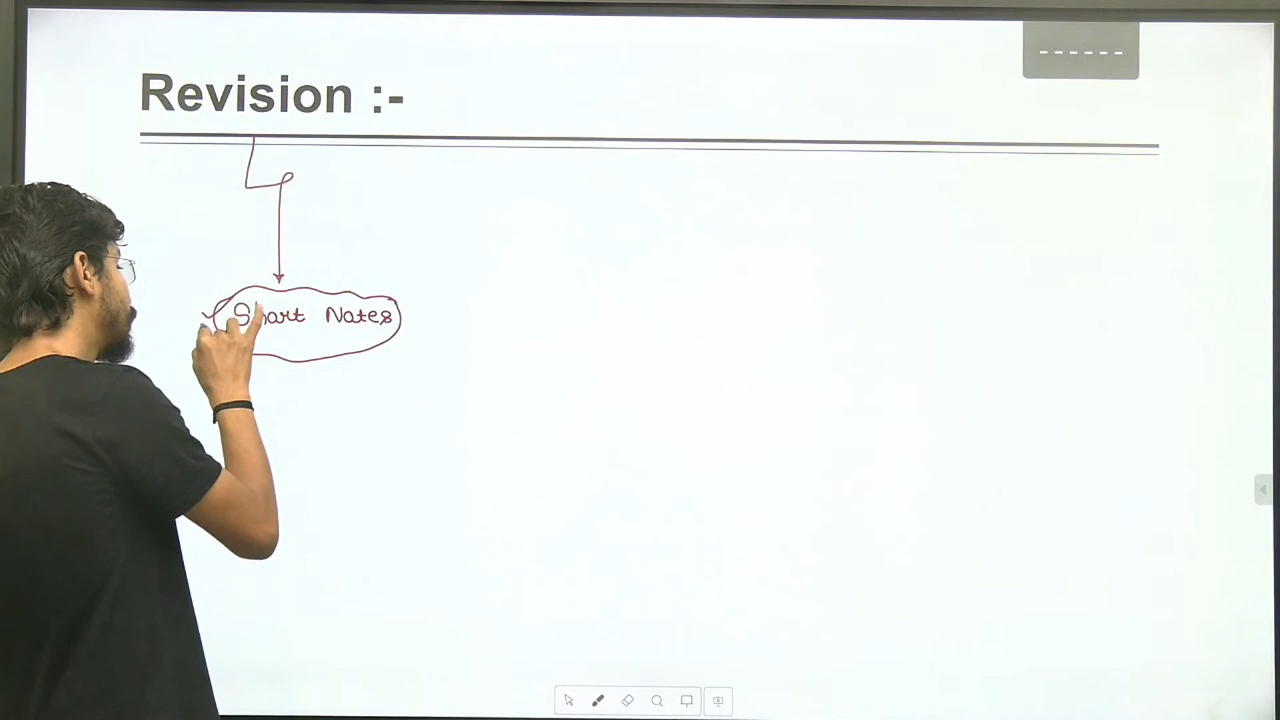 Revision :-
Short Notes
------